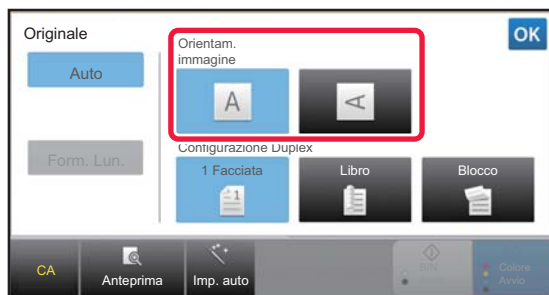 Originale
OK
Orientam.
immagine
Auto
A
A
Configurazione Duplex
Form. Lun.
1 Facciata
Libro
Blocco
1
CA
Anteprima
Imp. auto
B/N
Avvio
Colore
Avvio